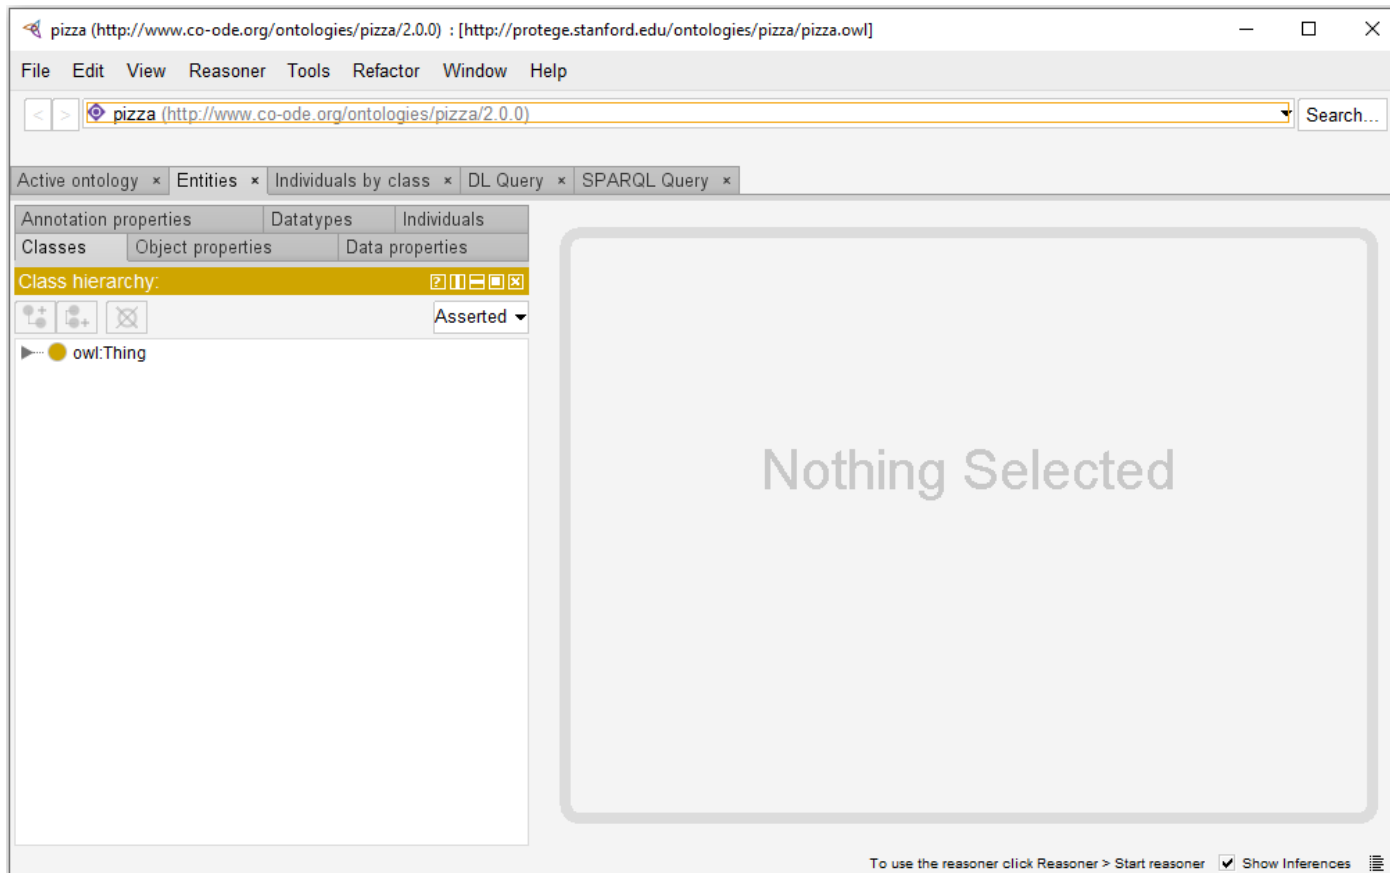 pizza (http://www.co-ode.org/ontologies/pizza/2.0.0) : [http://protege.stanford.edu/ontologies/pizza/pizza.owl]
File Edit View Reasoner Tools Refactor Window Help
< > pizza (http://www.co-ode.org/ontologies/pizza/2.0.0) Search...
Active ontology × Entities × Individuals by class × DL Query × SPARQL Query ×
Annotation properties Datatypes Individuals
Classes Object properties Data properties
Class hierarchy:
Asserted
owl:Thing
Nothing Selected
To use the reasoner click Reasoner > Start reasoner Show Inferences